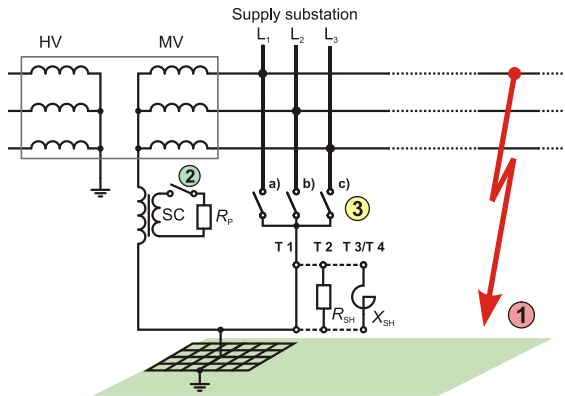 Supply substation
HV MV L1 L2 L3
2
a) b) c)
3
SC RP
T 1 T 2 T 3/T 4
RSH XSH
1